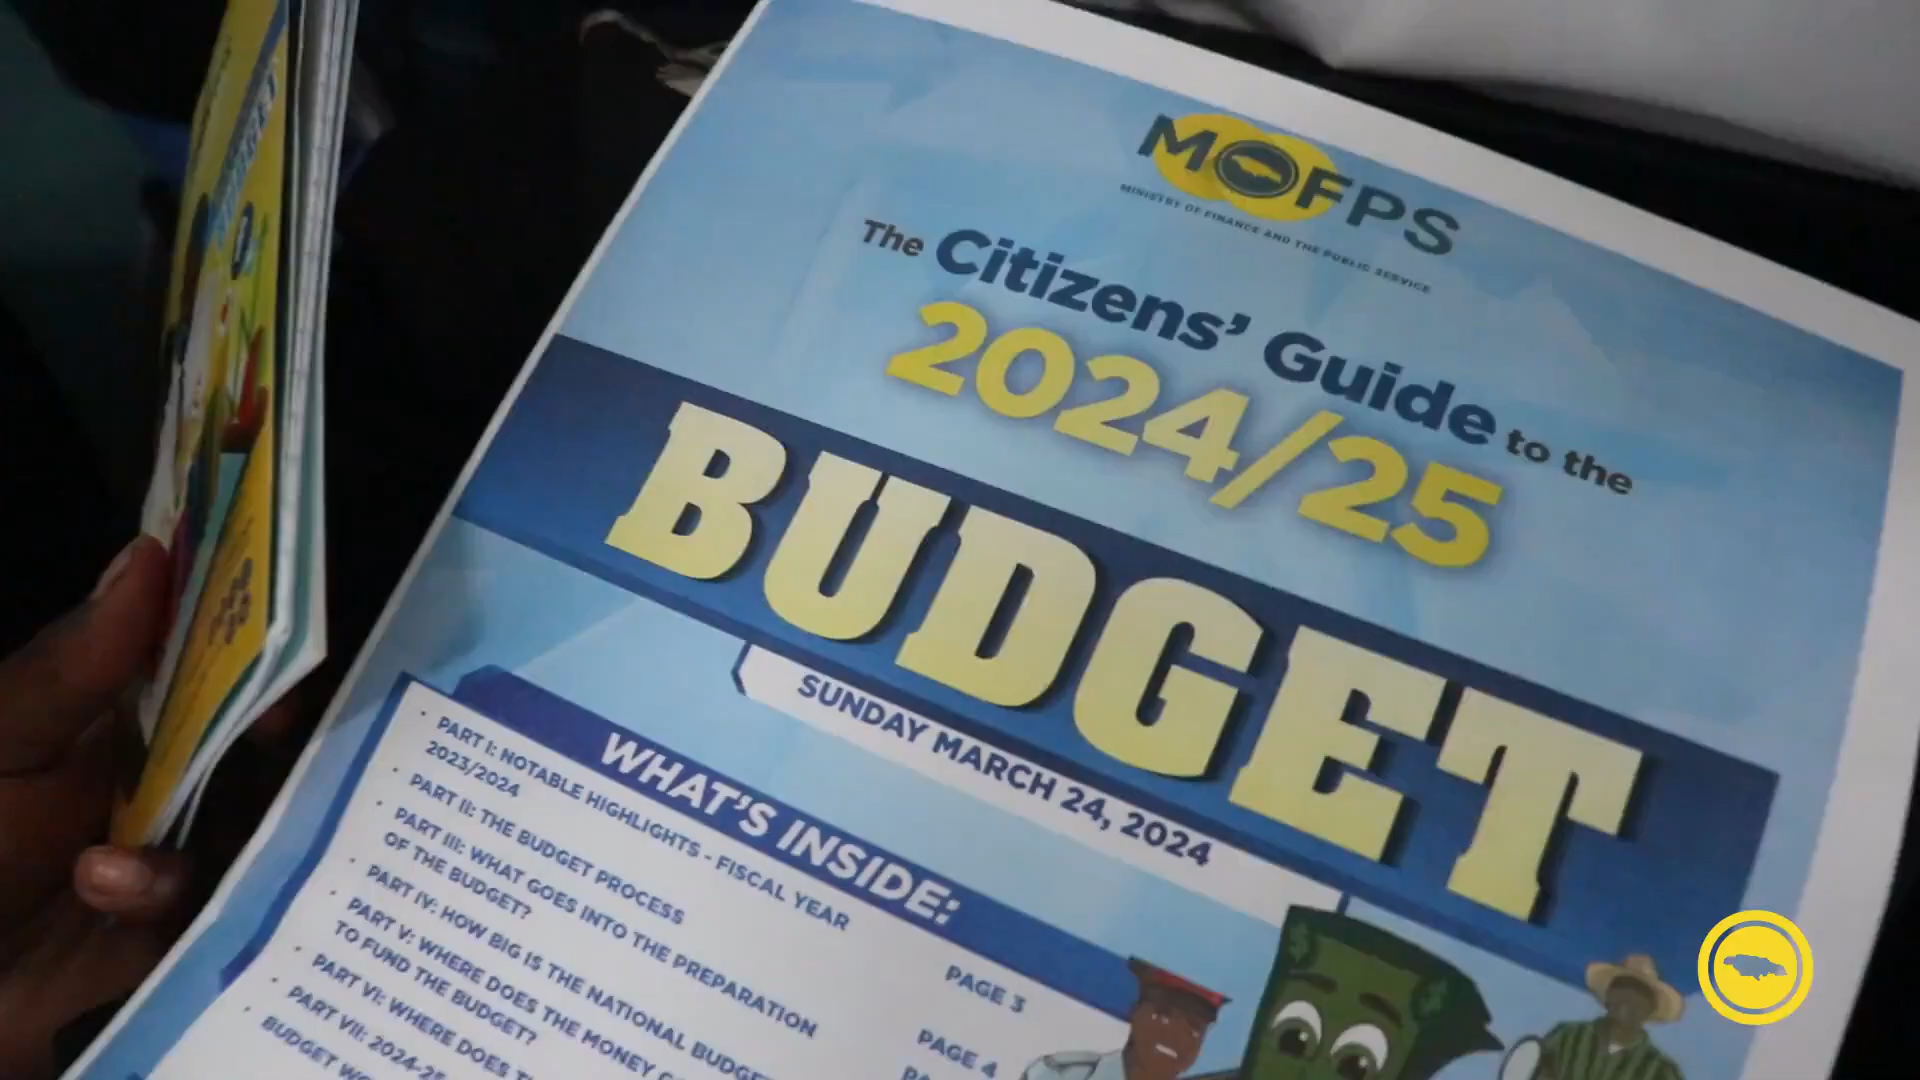 MOFPS
MINISTRY OF FINANCE AND THE PUBLIC SERVICE
The Citizens' Guide to the
2024/25
BUDGET
SUNDAY MARCH 24, 2024
WHAT'S INSIDE:
• PART I: NOTABLE HIGHLIGHTS - FISCAL YEAR
2023/2024
PAGE 3
• PART II: THE BUDGET PROCESS
PAGE 4
• PART III: WHAT GOES INTO THE PREPARATION
OF THE BUDGET?
• PART IV: HOW BIG IS THE NATIONAL
• PART V: WHERE DOES THE MONEY
TO FUND THE BUDGET?
• PART VI: WHERE DOES
• PART VII: 2024-25
BUDGET